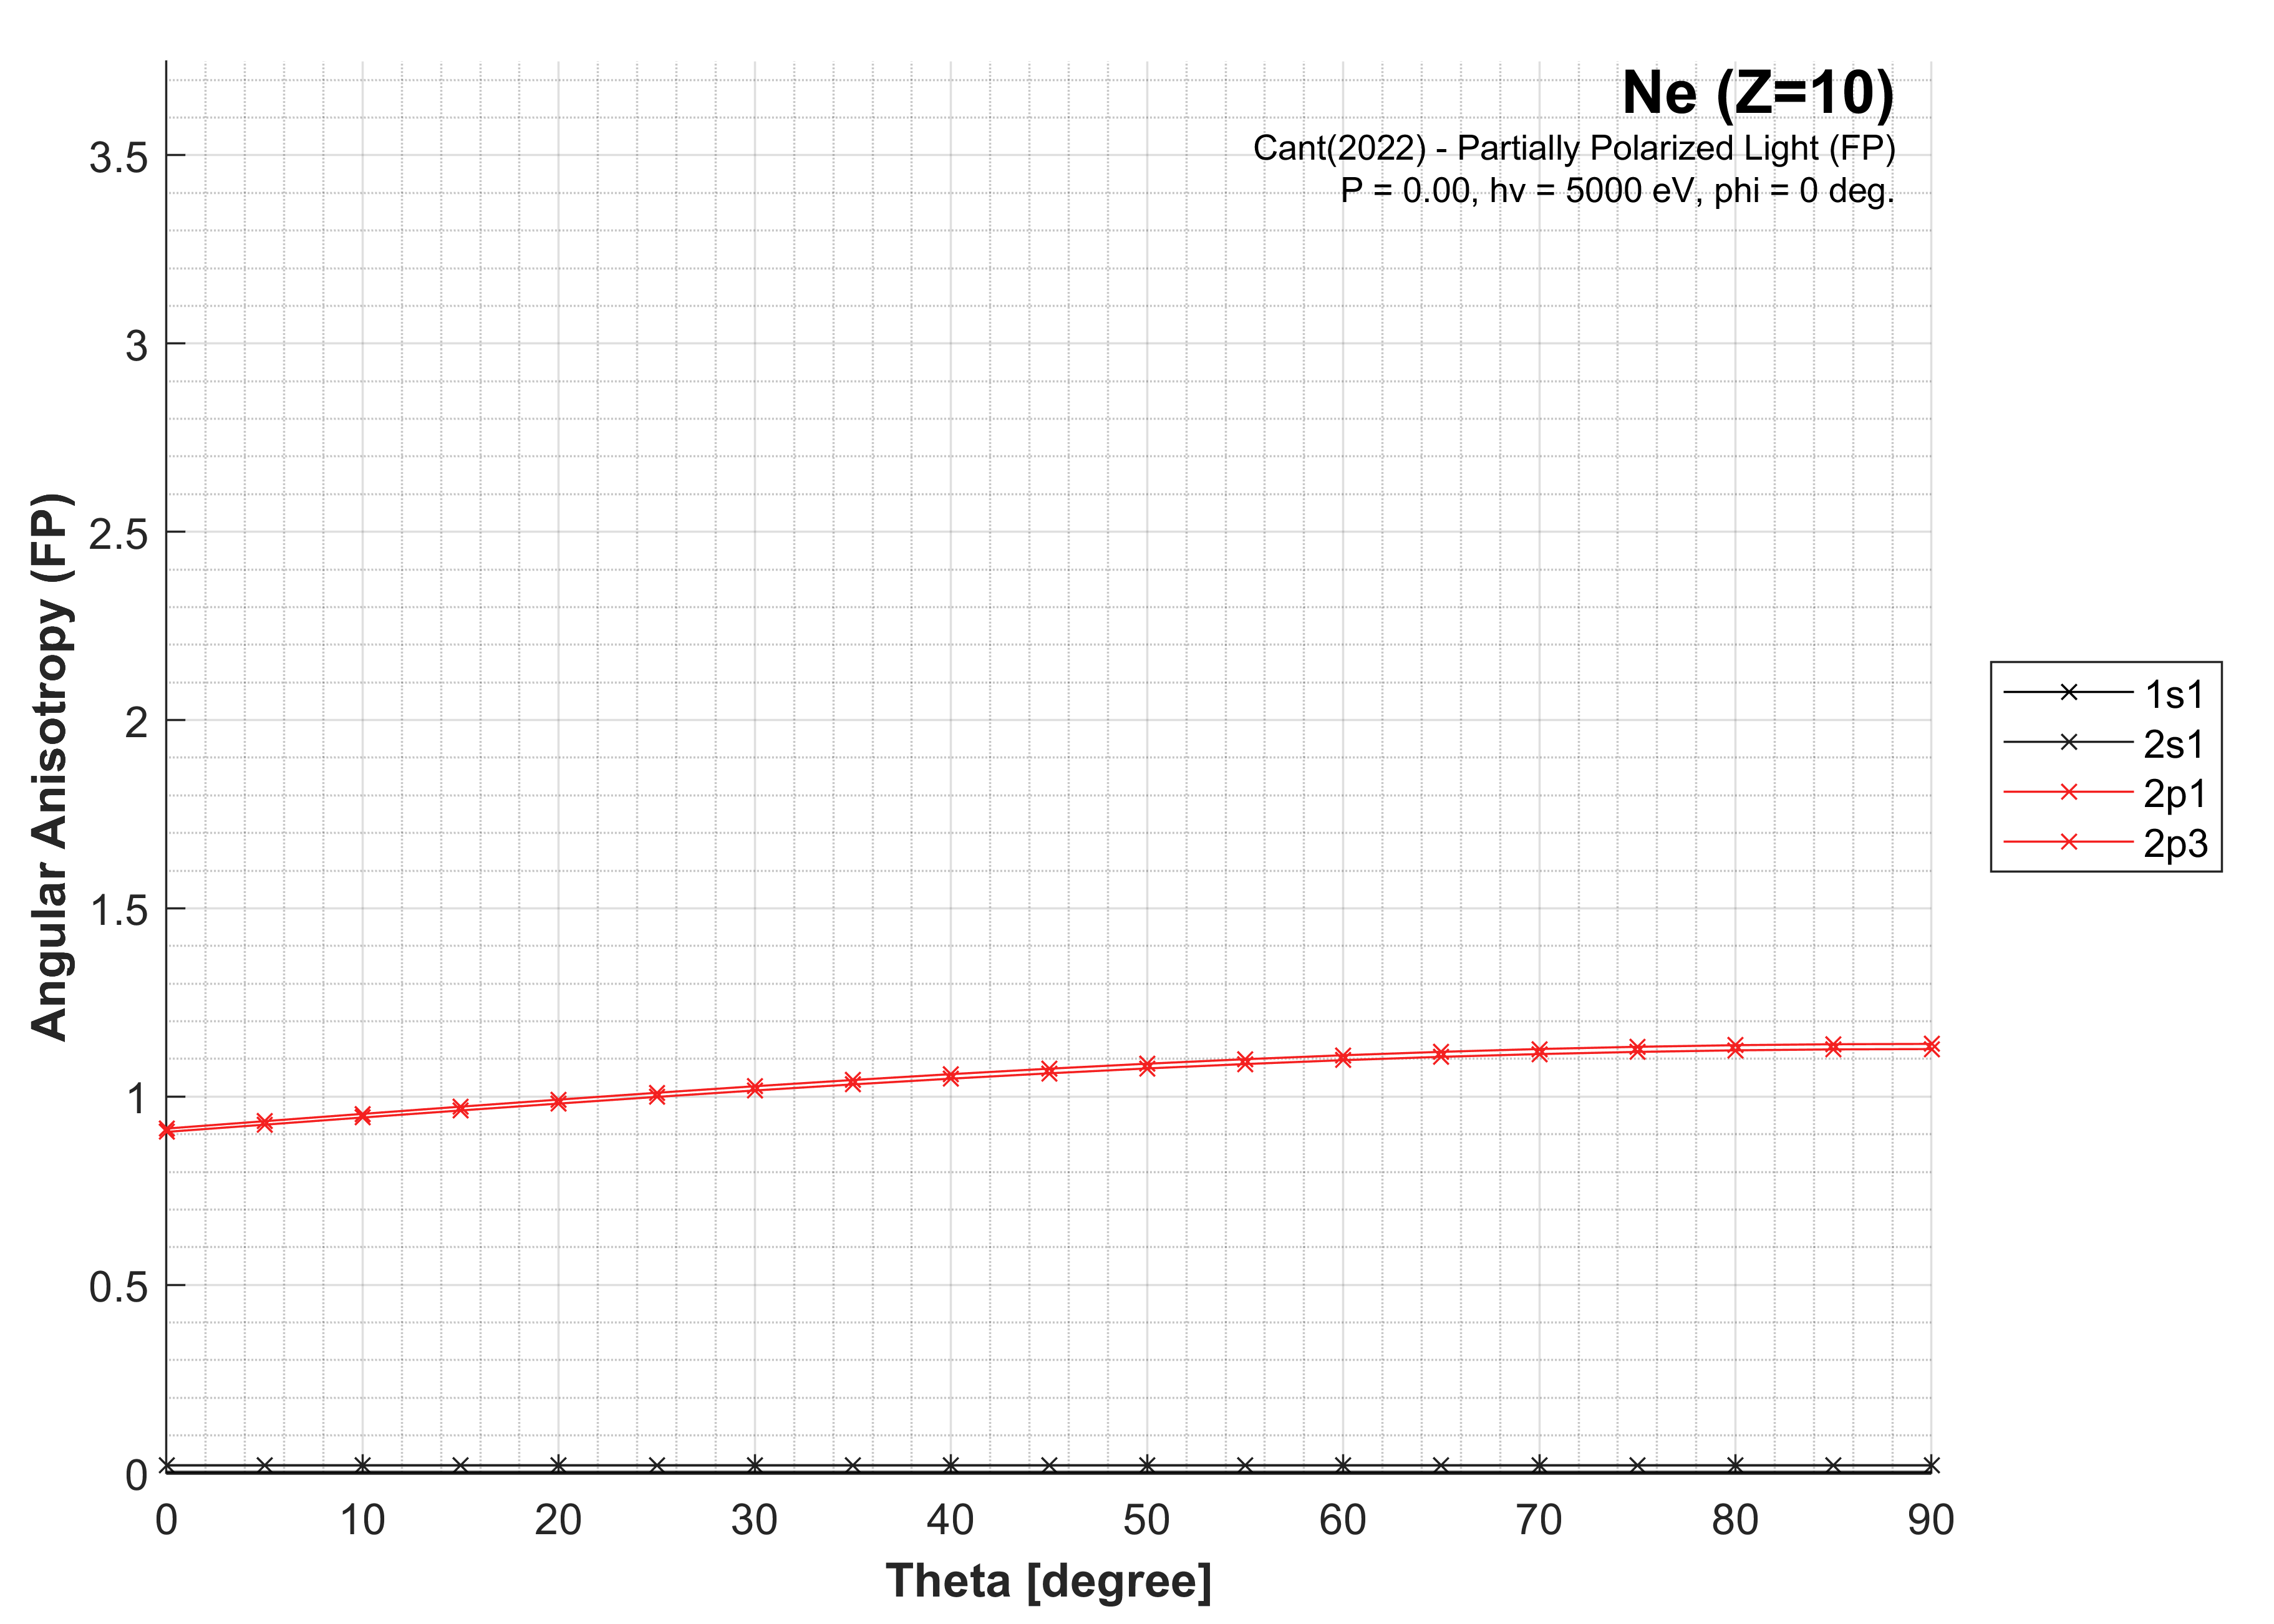 Ne (Z=10)
Cant(2022) - Partially Polarized Light (FP)
P = 0.00, hv = 5000 eV, phi = 0 deg.
Angular Anisotropy (FP)
3.5
3
2.5
2
1.5
1
0.5
0
0 10 20 30 40 50 60 70 80 90
Theta [degree]
1s1
2s1
2p1
2p3